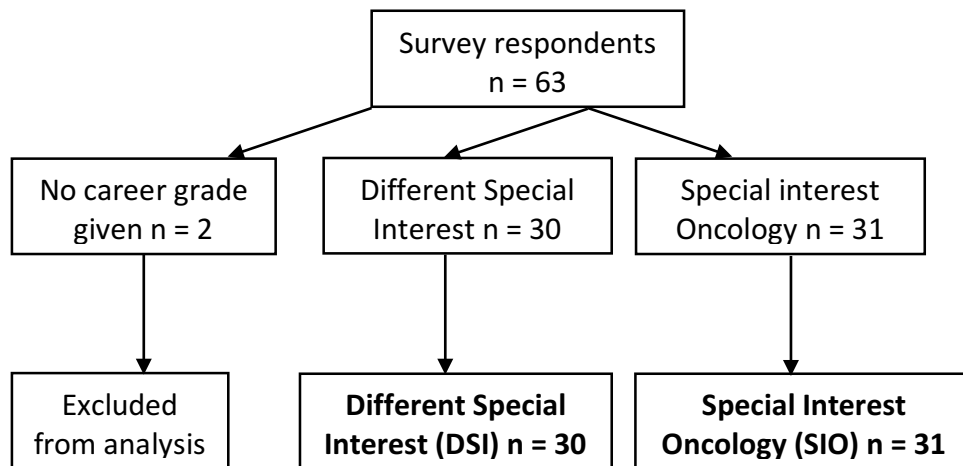 Survey respondents
n = 63
No career grade
given n = 2
Different Special
Interest n = 30
Special interest
Oncology n = 31
Excluded
from analysis
Different Special
Interest (DSI) n = 30
Special Interest
Oncology (SIO) n = 31